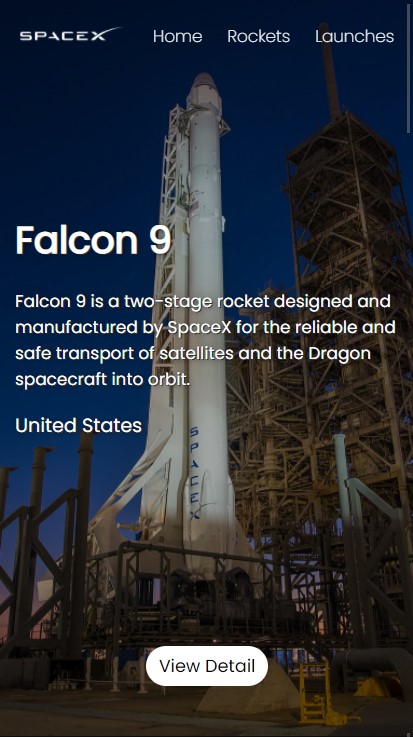 SPACEX
Home Rockets Launches
Falcon 9
Falcon 9 is a two-stage rocket designed and
manufactured by SpaceX for the reliable and
safe transport of satellites and the Dragon
spacecraft into orbit.
United States
SPACEX
View Detail